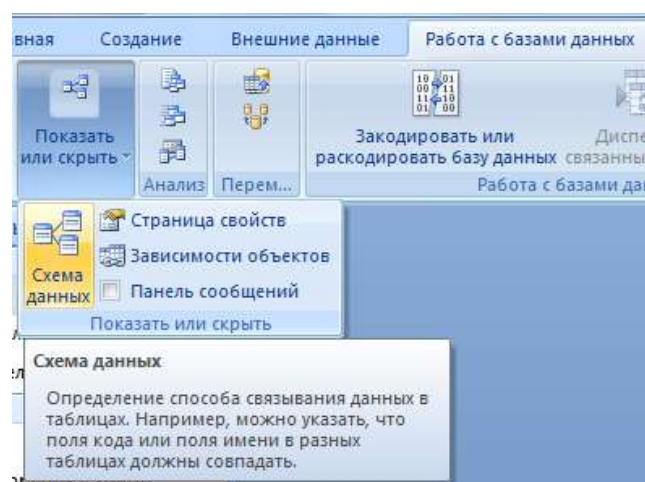 вная Создание Внешние данные Работа с базами данных
Показать
или скрыть
Анализ
Перем...
Закодировать или
раскодировать базу данных
Диспе
связанны
Работа с базами да
Схема
данных
Страница свойств
Зависимости объектов
Панель сообщений
Показать или скрыть
Схема данных
Определение способа связывания данных в
таблицах. Например, можно указать, что
поля кода или поля имени в разных
таблицах должны совпадать.